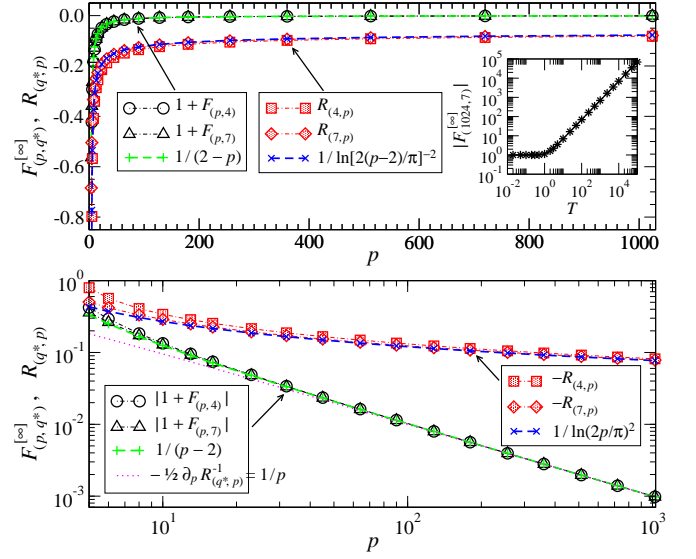 F^{[∞]}_{(p,q*)}, R_{(q*,p)}
0.0
-0.2
-0.4
-0.6
-0.8
0 200 400 600 800 1000
p
1 + F_{(p,4)}
1 + F_{(p,7)}
1/(2 − p)
R_{(4,p)}
R_{(7,p)}
1/ln[2(p−2)/π]^{−2}
|F^{[∞]}_{(1024,7)}|
10^5
10^4
10^3
10^2
10^1
10^0
10^{-1}
10^{-2} 10^0 10^2 10^4
T
F^{[∞]}_{(p,q*)}, R_{(q*,p)}
10^0
10^{-1}
10^{-2}
10^{-3}
10^1 10^2 10^3
p
|1 + F_{(p,4)}|
|1 + F_{(p,7)}|
1/(p − 2)
− ½ ∂_p R^{-1}_{(q*,p)} = 1/p
−R_{(4,p)}
−R_{(7,p)}
1/ln(2p/π)^2